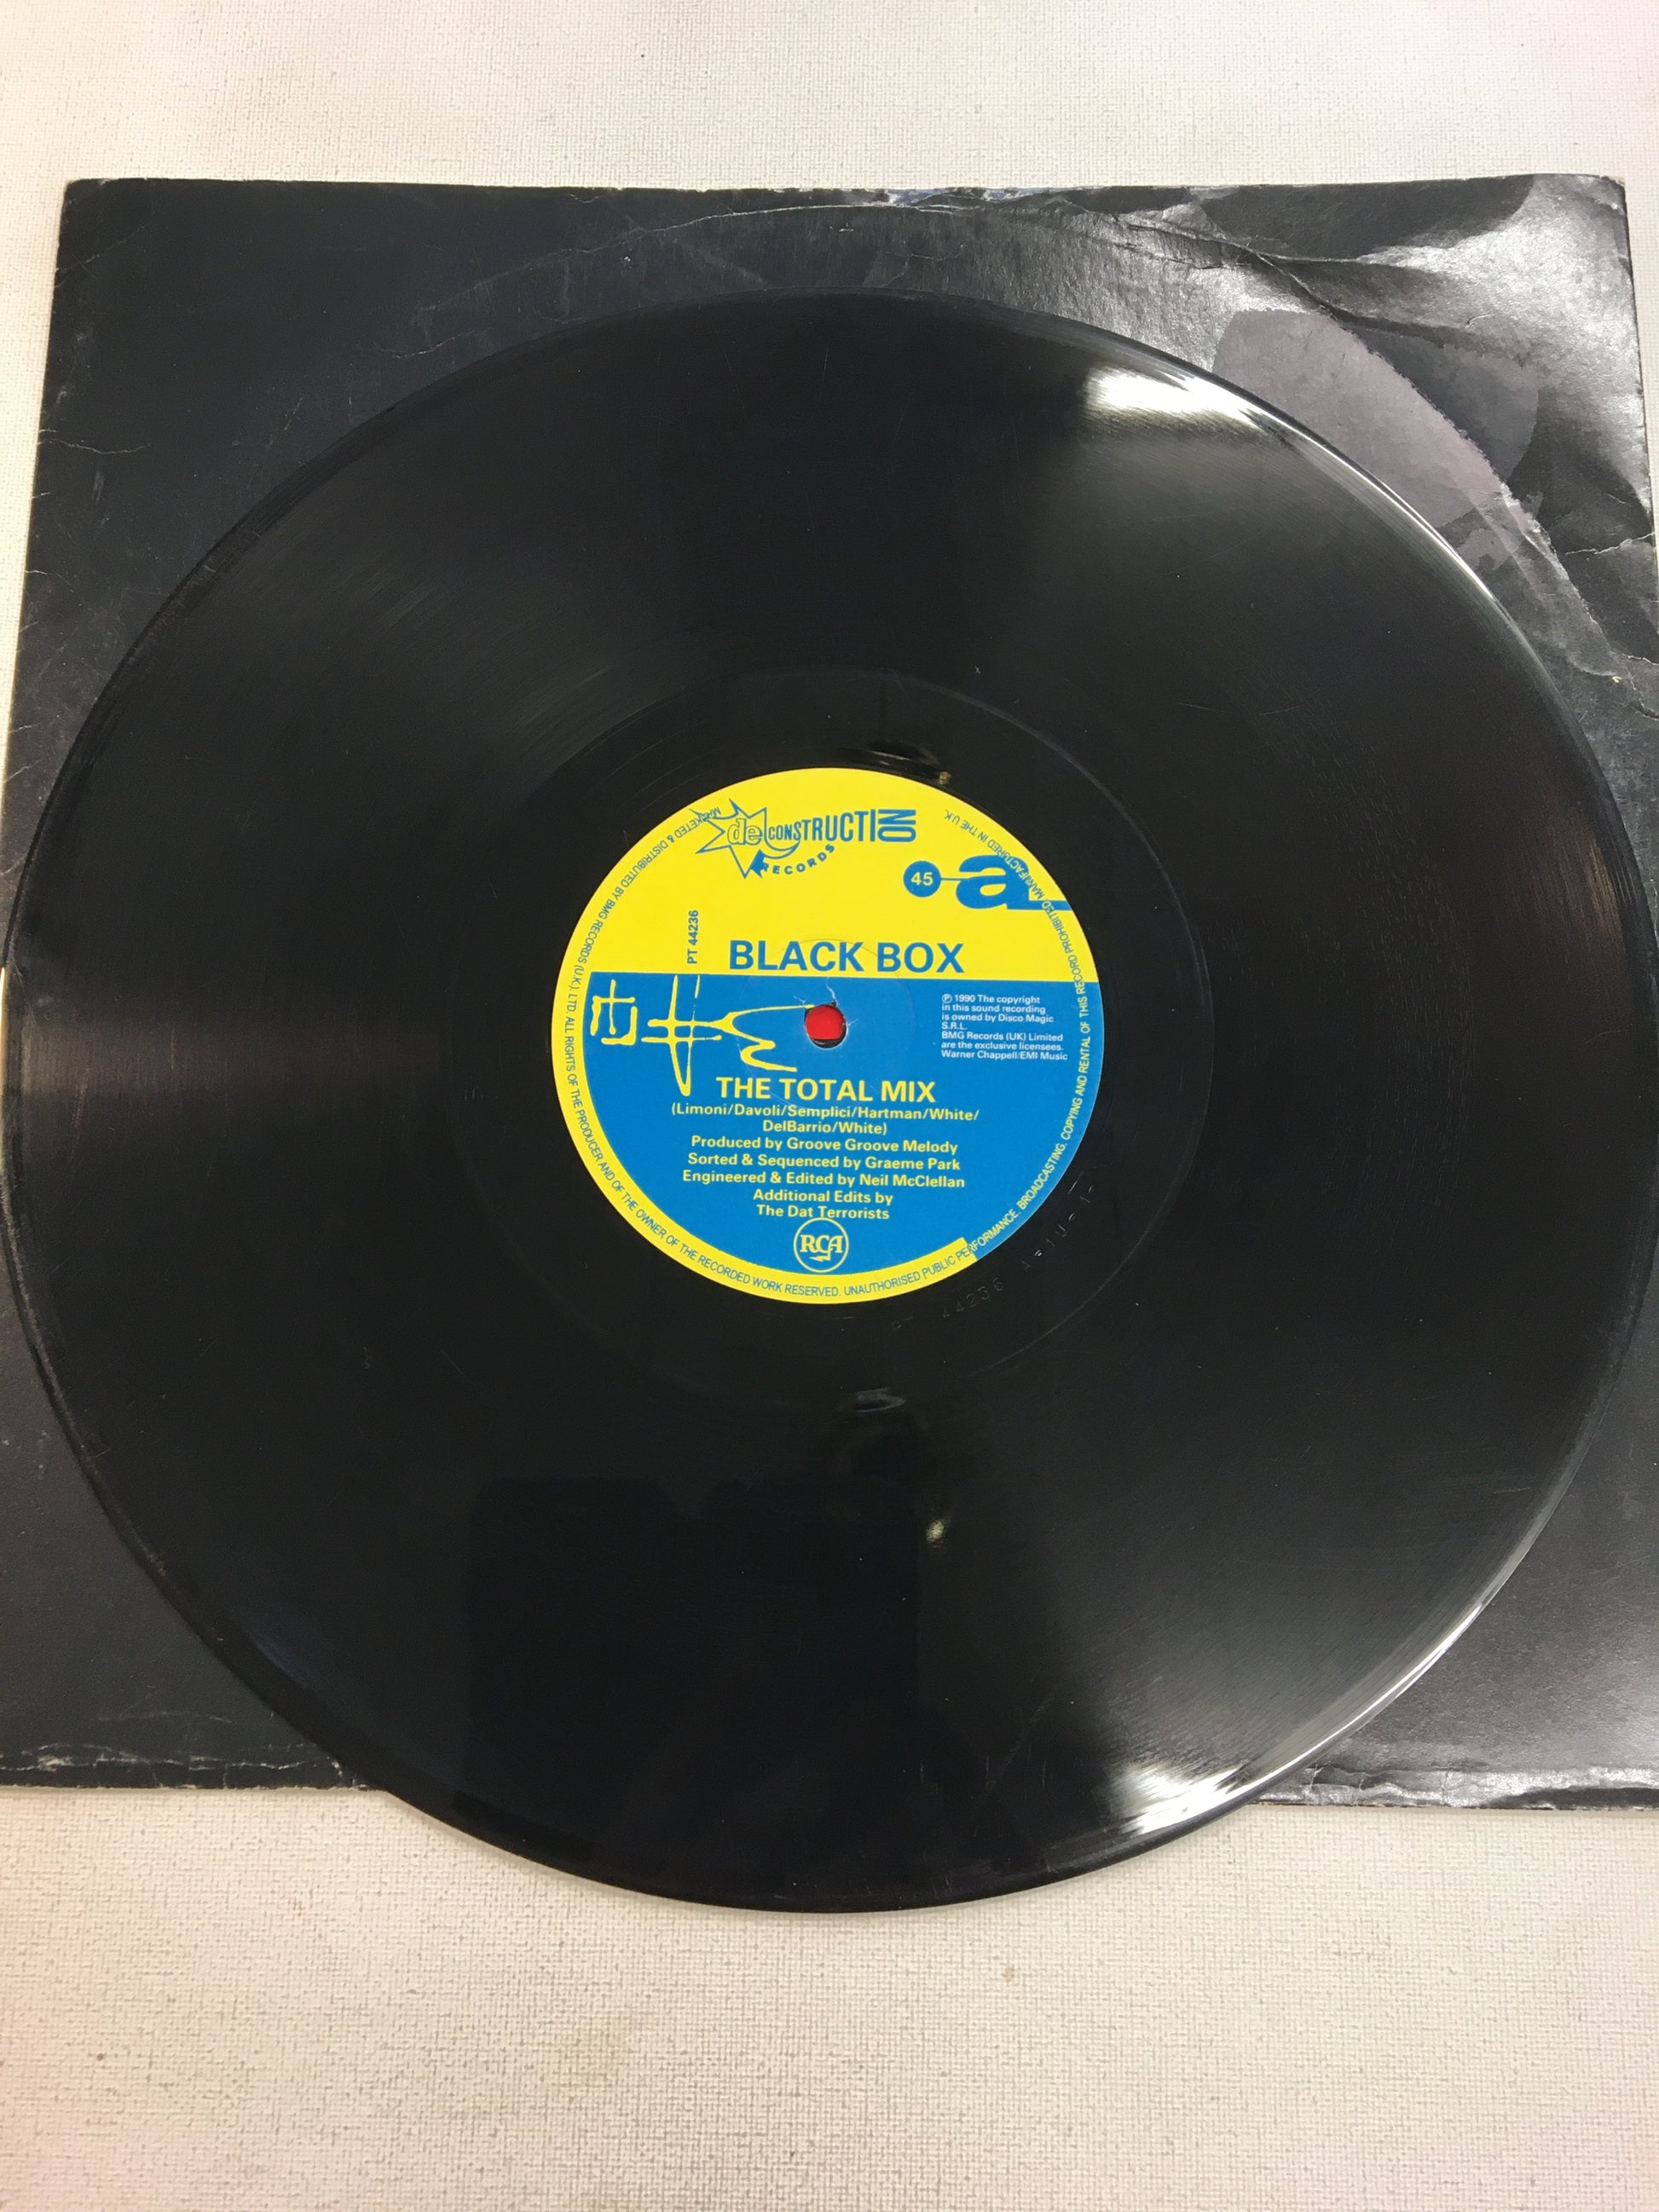 deCONSTRUCTION
RECORDS
45
a
PT 44236
BLACK BOX
℗ 1990 The copyright
in this sound recording
is owned by Disco Magic
S.R.L.
BMG Records (UK) Limited
are the exclusive licensees.
Warner Chappell/EMI Music
THE TOTAL MIX
(Limoni/Davoli/Semplici/Hartman/White/
DelBarrio/White)
Produced by Groove Groove Melody
Sorted & Sequenced by Graeme Park
Engineered & Edited by Neil McClellan
Additional Edits by
The Dat Terrorists
RCA
MARKETED & DISTRIBUTED BY BMG RECORDS (U.K.) LTD. ALL RIGHTS OF THE PRODUCER AND OF THE OWNER OF THE RECORDED WORK RESERVED. UNAUTHORISED PUBLIC PERFORMANCE, BROADCASTING, COPYING AND RENTAL OF THIS RECORD PROHIBITED. MANUFACTURED IN THE U.K.
44236